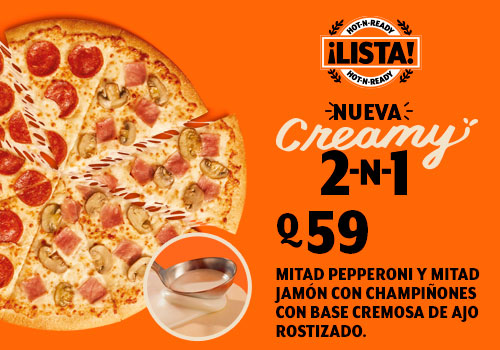 HOT-N-READY
¡LISTA!
HOT-N-READY
NUEVA
Creamy
2-N-1
Q59
MITAD PEPPERONI Y MITAD
JAMÓN CON CHAMPIÑONES
CON BASE CREMOSA DE AJO
ROSTIZADO.